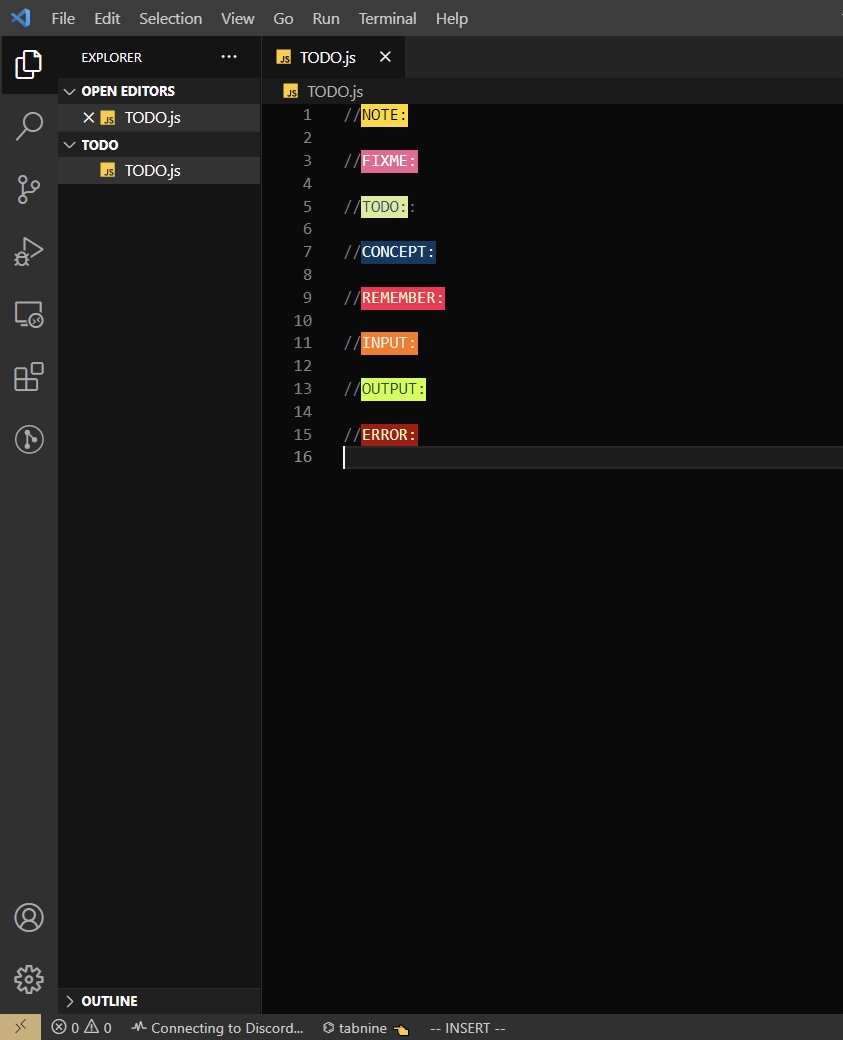 File Edit Selection View Go Run Terminal Help
EXPLORER ··· JS TODO.js
OPEN EDITORS
JS TODO.js
JS TODO.js
TODO
JS TODO.js
1 //NOTE:
2
3 //FIXME:
4
5 //TODO::
6
7 //CONCEPT:
8
9 //REMEMBER:
10
11 //INPUT:
12
13 //OUTPUT:
14
15 //ERROR:
16
OUTLINE
0 0 Connecting to Discord... tabnine -- INSERT --